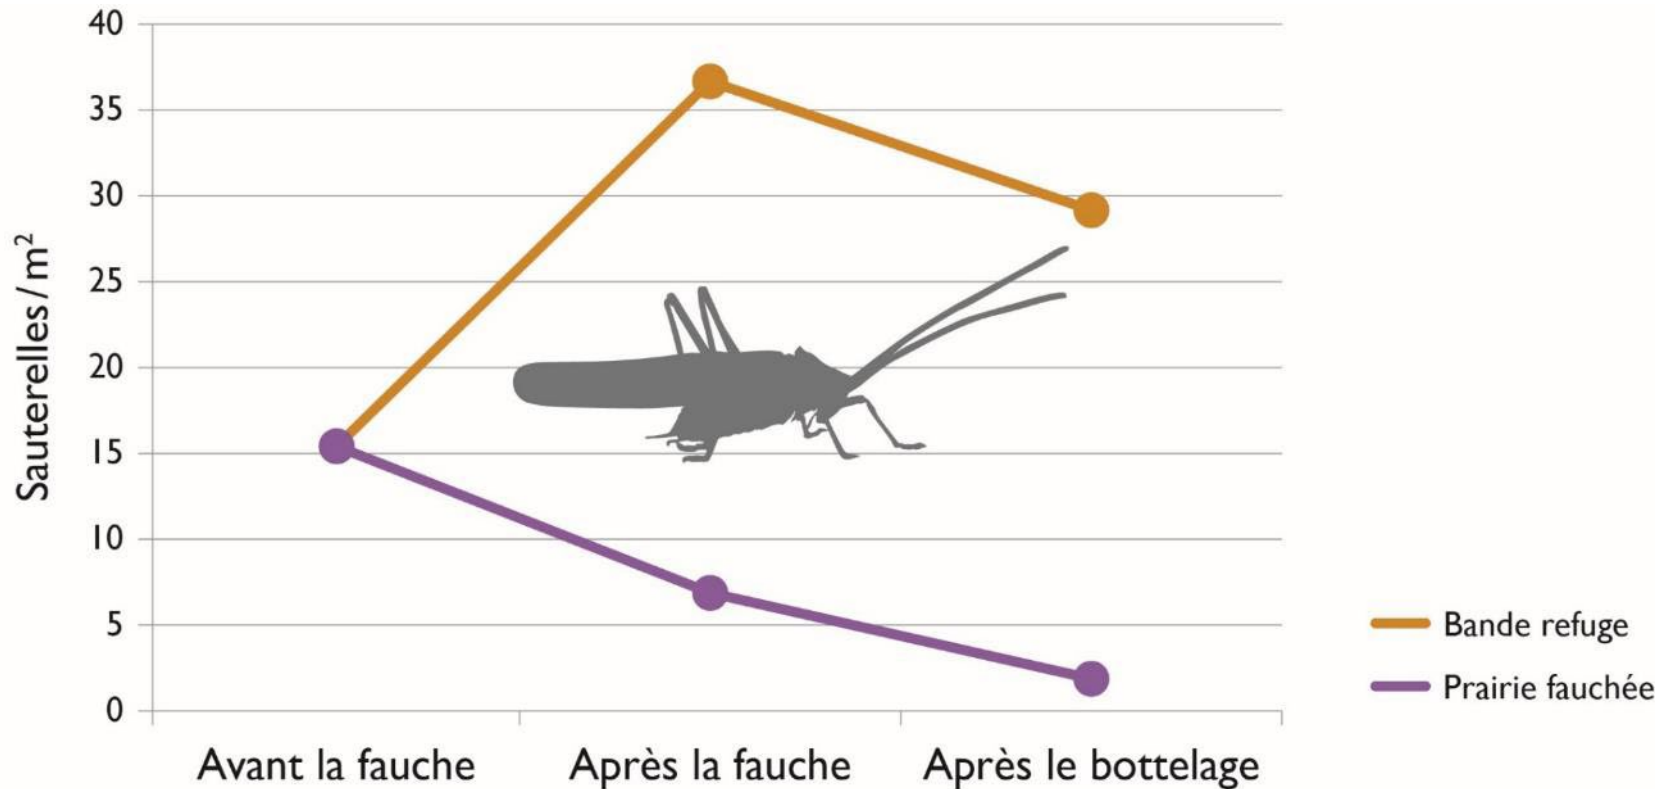 40
35
30
25
20
15
10
5
0
Sauterelles / m²
Avant la fauche
Après la fauche
Après le bottelage
Bande refuge
Prairie fauchée